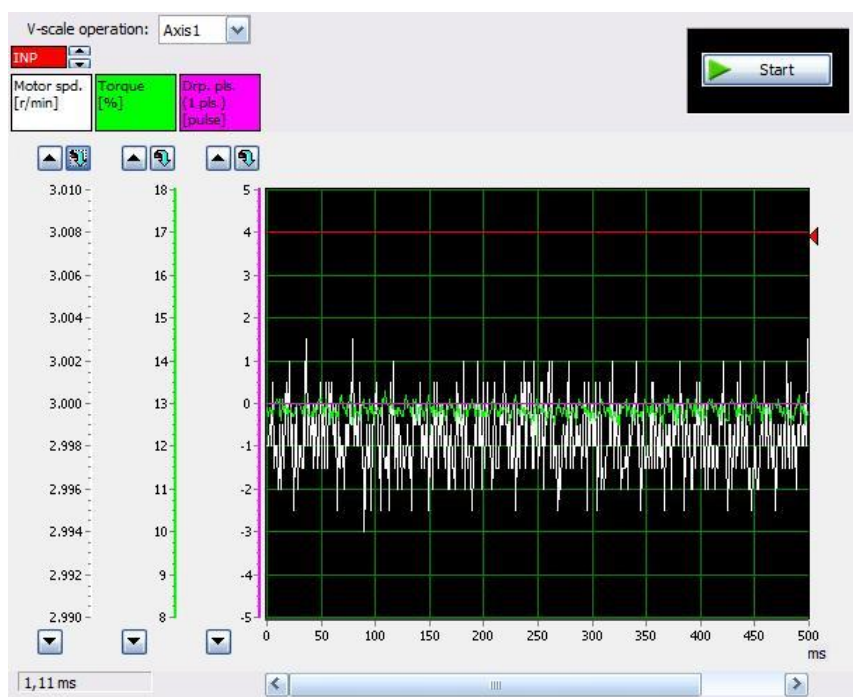 V-scale operation: Axis1
INP
Start
Motor spd. Torque Drp. pls.
[r/min] [%] (1 pls.)
[pulse]
3.010 18 5
3.008 17 4
3.006 16 3
3.004 15 2
3.002 14 1
3.000 13 0
2.998 12 -1
2.996 11 -2
2.994 10 -3
2.992 9 -4
2.990 8 -5
0 50 100 150 200 250 300 350 400 450 500
ms
1,11 ms